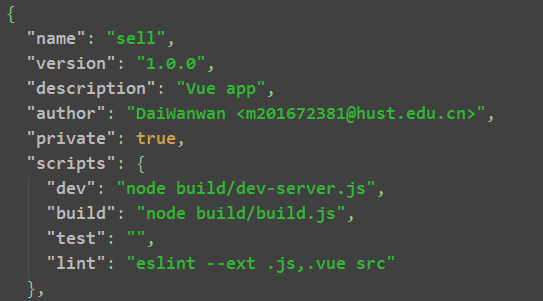 {
"name": "sell",
"version": "1.0.0",
"description": "Vue app",
"author": "DaiWanwan <m201672381@hust.edu.cn>",
"private": true,
"scripts": {
"dev": "node build/dev-server.js",
"build": "node build/build.js",
"test": "",
"lint": "eslint --ext .js,.vue src"
},